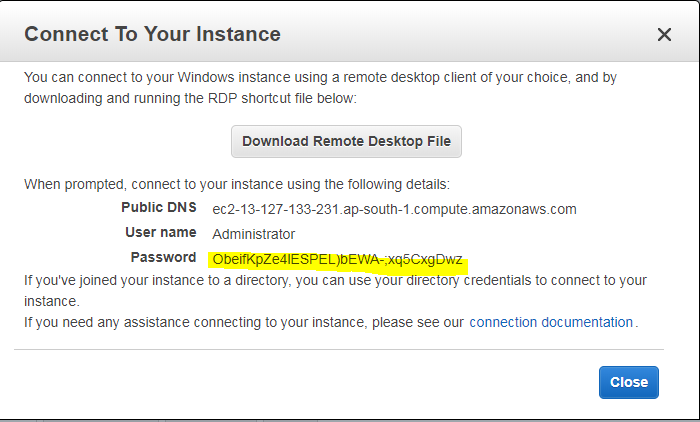 Connect To Your Instance
You can connect to your Windows instance using a remote desktop client of your choice, and by
downloading and running the RDP shortcut file below:
Download Remote Desktop File
When prompted, connect to your instance using the following details:
Public DNS ec2-13-127-133-231.ap-south-1.compute.amazonaws.com
User name Administrator
Password ObeifKpZe4IESPEL)bEWA-;xq5CxgDwz
If you've joined your instance to a directory, you can use your directory credentials to connect to your
instance.
If you need any assistance connecting to your instance, please see our connection documentation.
Close